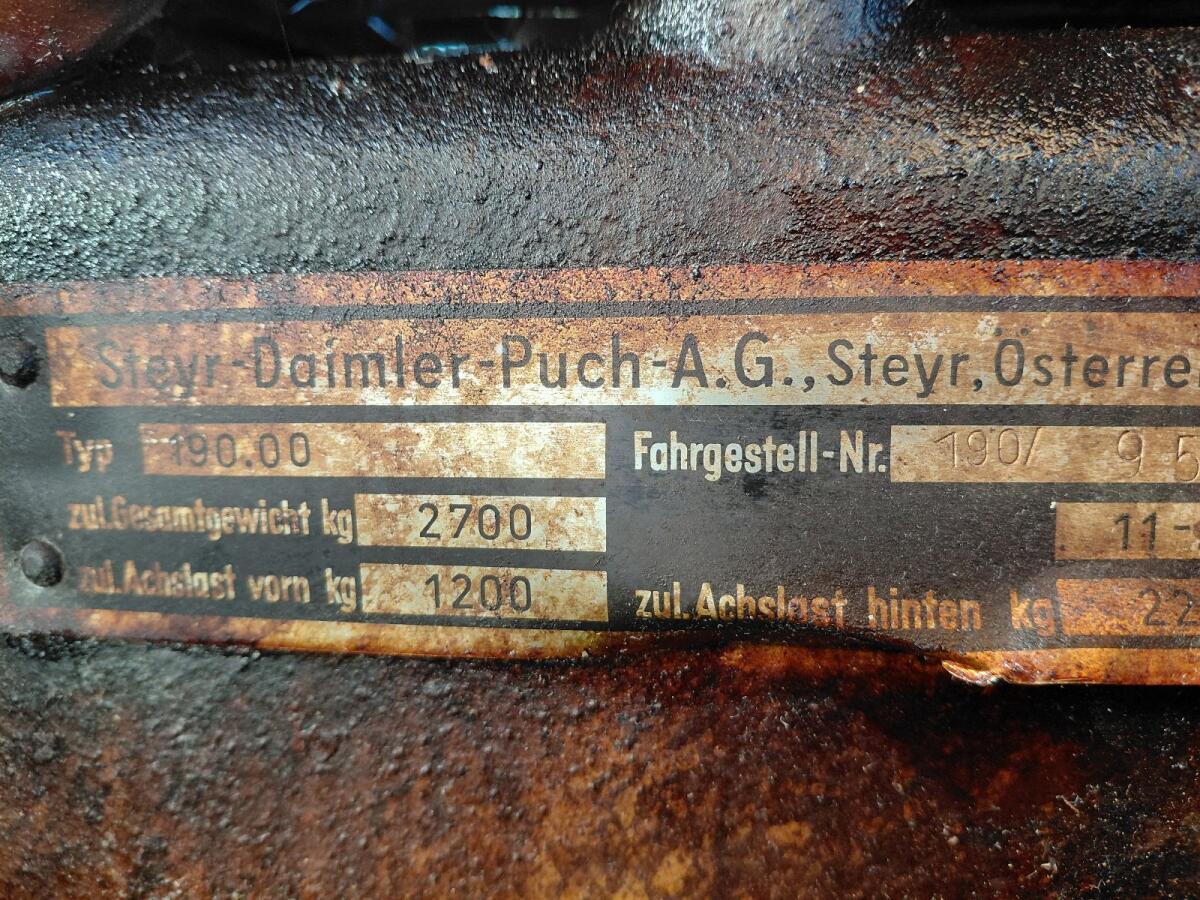 Steyr-Daimler-Puch-A.G., Steyr, Österre
Typ 190.00 Fahrgestell-Nr. 190/ 95
zul. Gesamtgewicht kg 2700 11-
zul. Achslast vorn kg 1200 zul. Achslast hinten kg 22